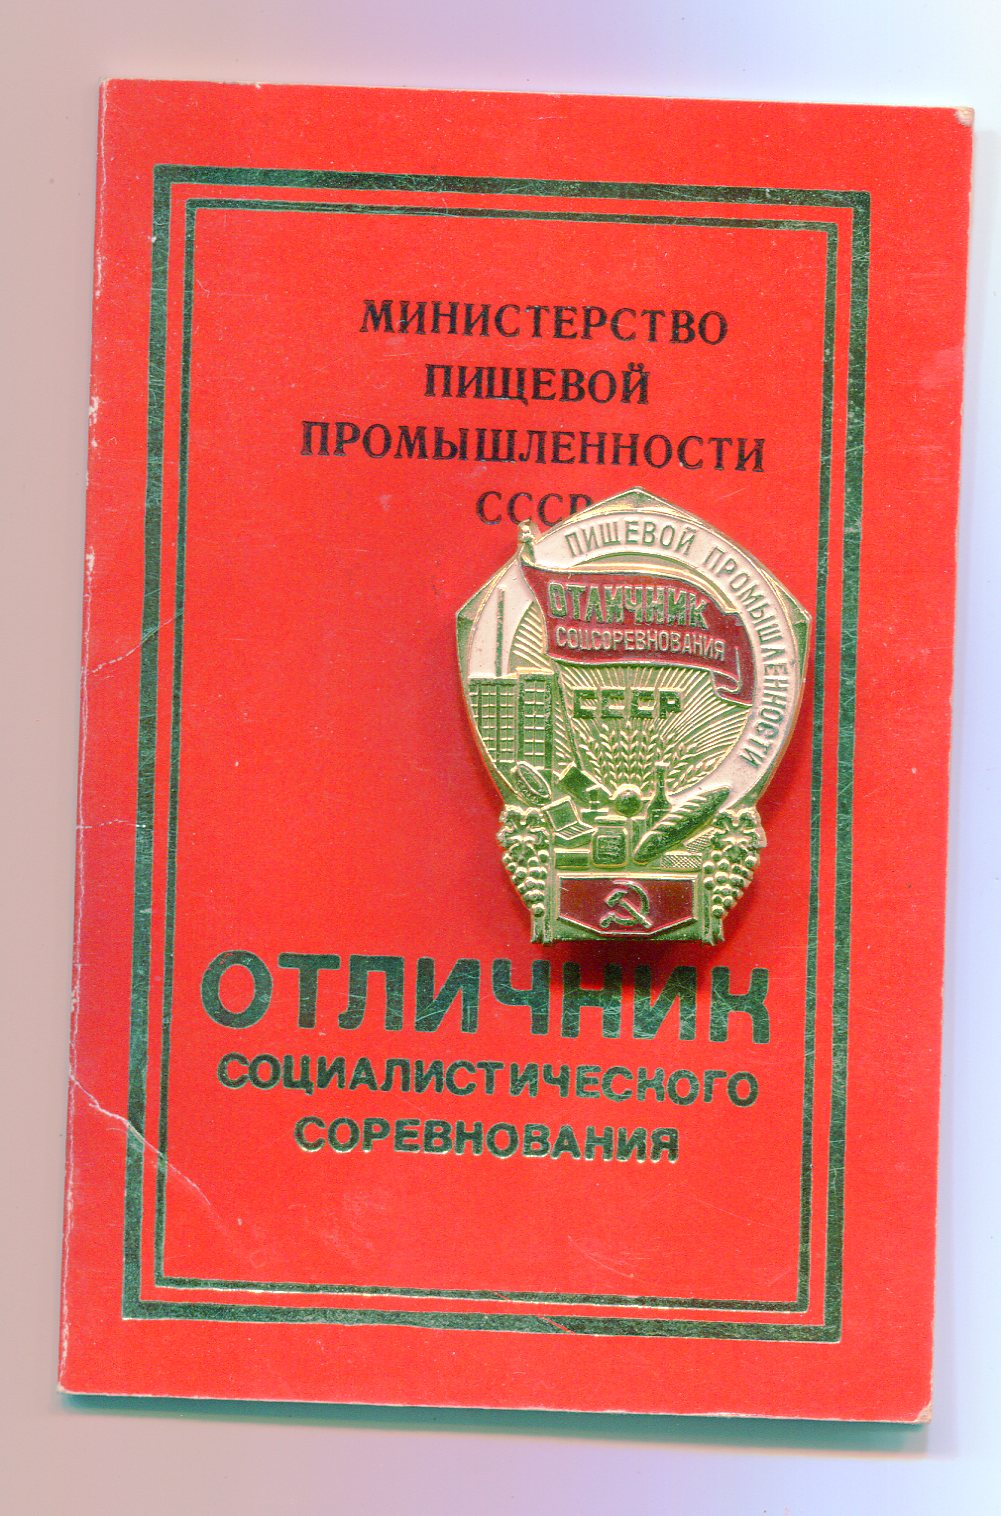 МИНИСТЕРСТВО
ПИЩЕВОЙ
ПРОМЫШЛЕННОСТИ
СССР
ПИЩЕВОЙ ПРОМЫШЛЕННОСТИ
ОТЛИЧНИК
СОЦСОРЕВНОВАНИЯ
СССР
ОТЛИЧНИК
СОЦИАЛИСТИЧЕСКОГО
СОРЕВНОВАНИЯ